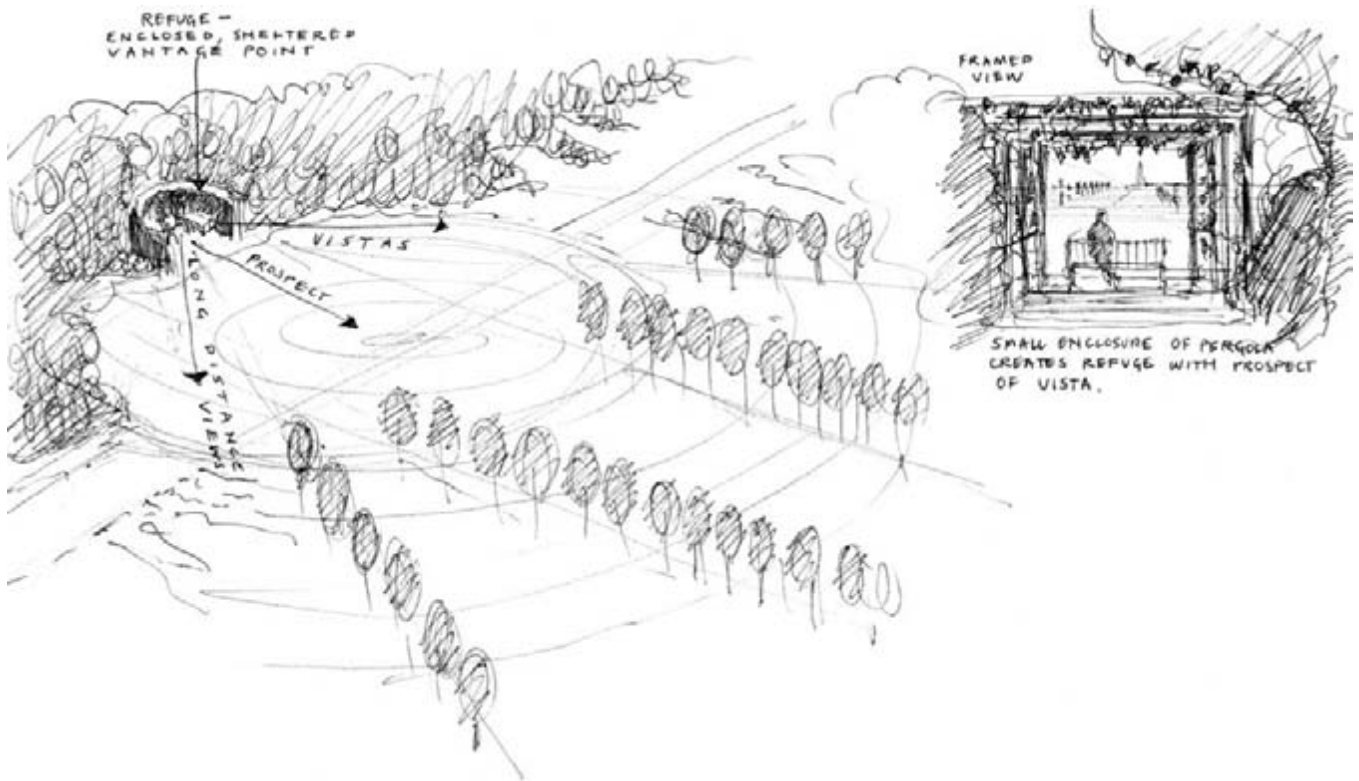 REFUGE –
ENCLOSED, SHELTERED
VANTAGE POINT
VISTAS
PROSPECT
LONG DISTANCE VIEWS
FRAMED
VIEW
SMALL ENCLOSURE OF PERGOLA
CREATES REFUGE WITH PROSPECT
OF VISTA.